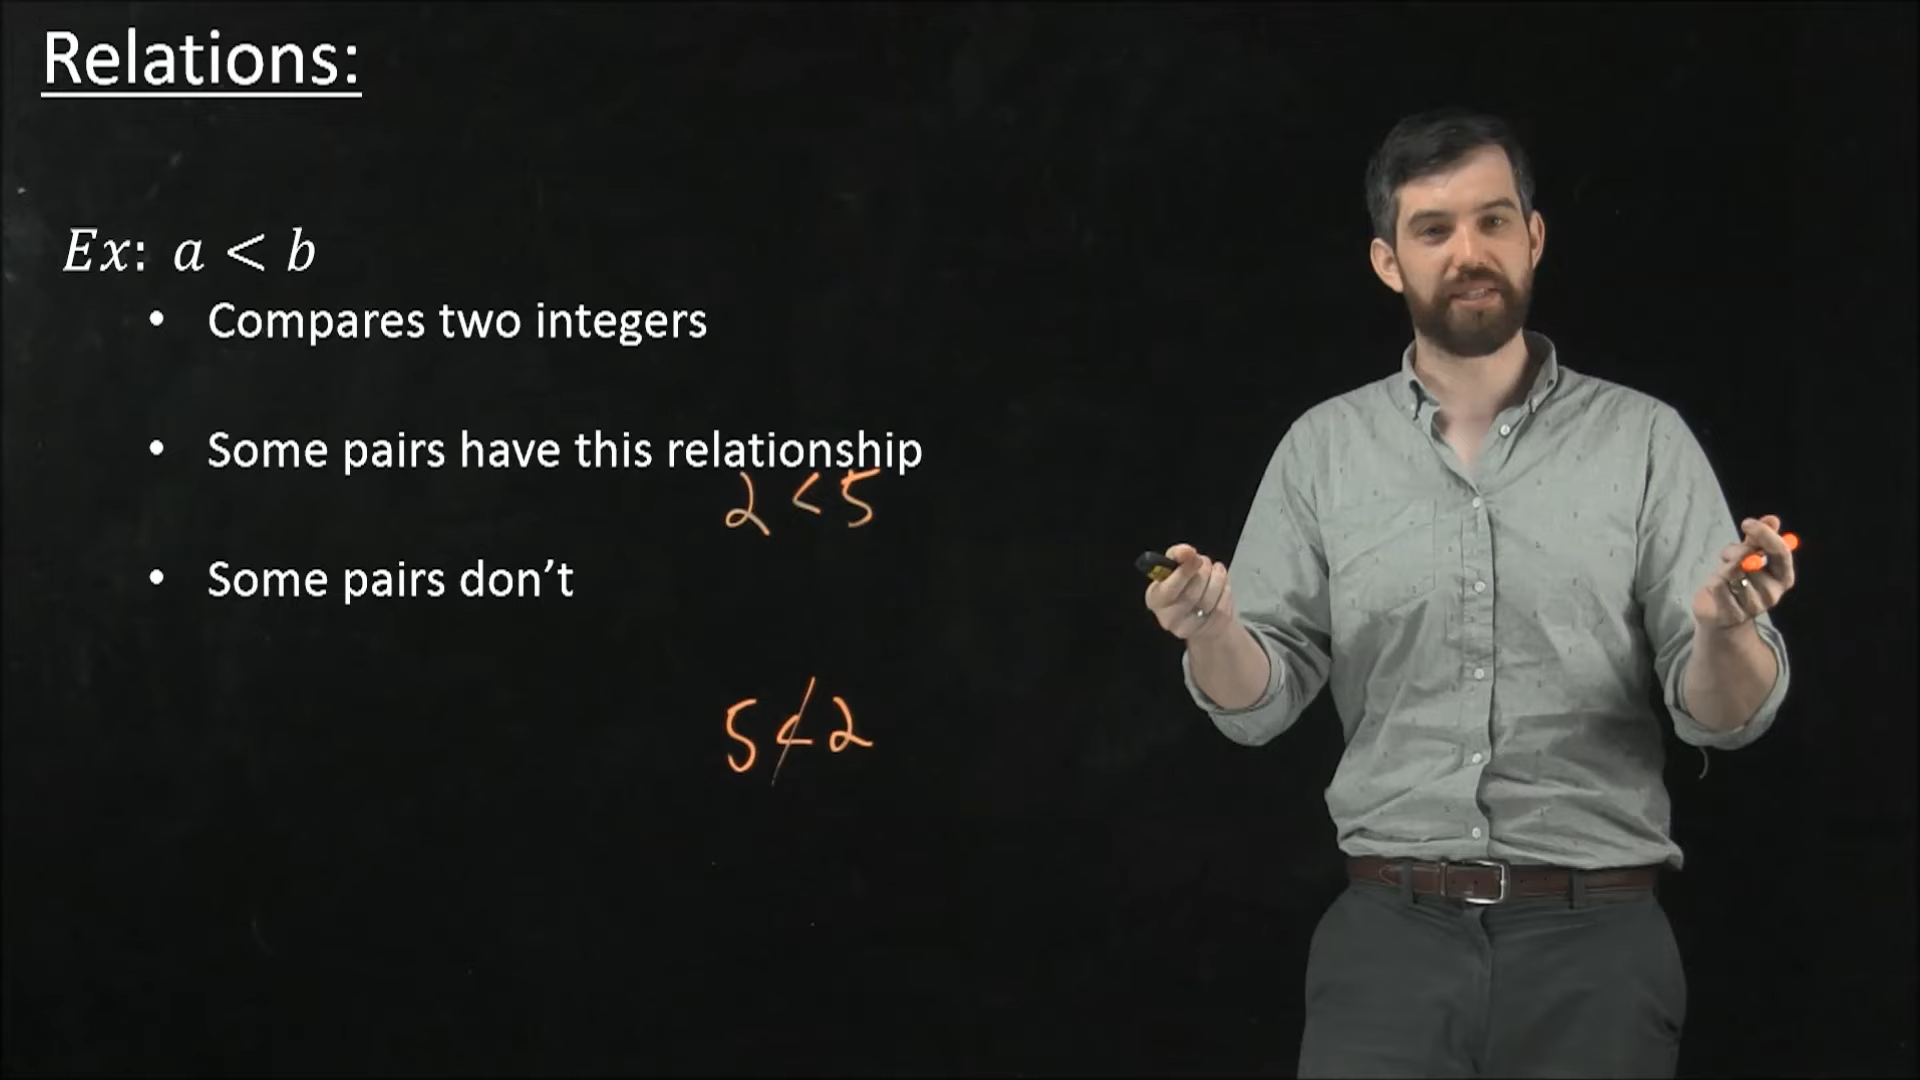 Relations:
Ex: a < b
• Compares two integers
• Some pairs have this relationship
2 < 5
• Some pairs don’t
5 ≮ 2